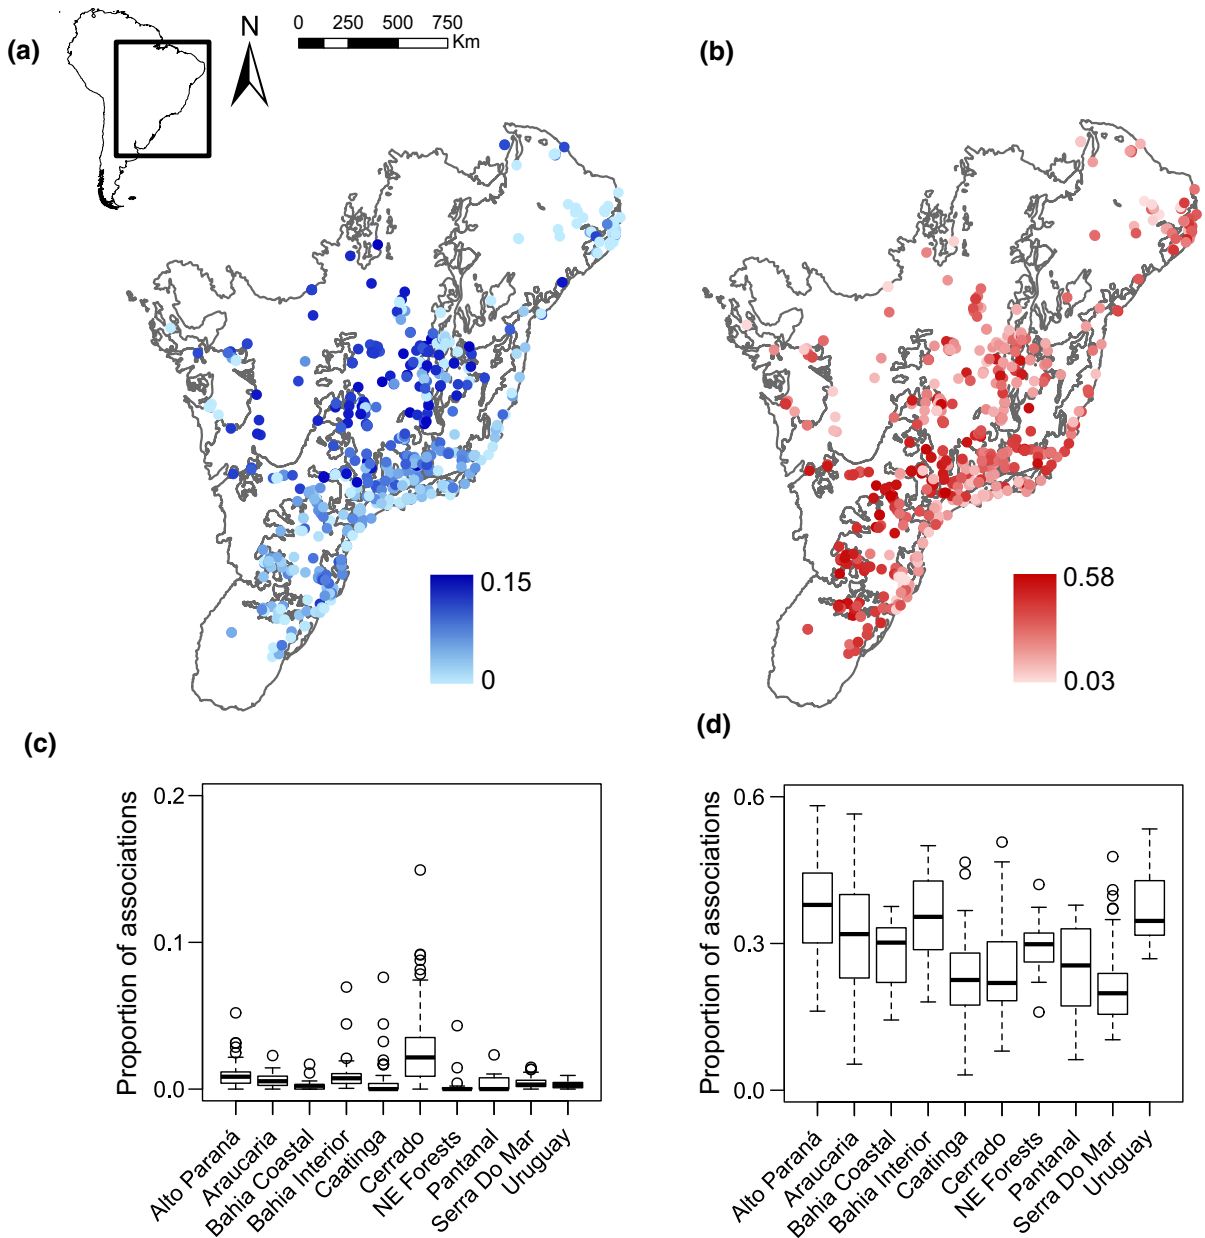 (a)
N
0 250 500 750
Km
(b)
0.15
0
0.58
0.03
(c)
Proportion of associations
0.2
0.1
0.0
Alto Paraná
Araucaria
Bahia Coastal
Bahia Interior
Caatinga
Cerrado
NE Forests
Pantanal
Serra Do Mar
Uruguay
(d)
Proportion of associations
0.6
0.3
0.0
Alto Paraná
Araucaria
Bahia Coastal
Bahia Interior
Caatinga
Cerrado
NE Forests
Pantanal
Serra Do Mar
Uruguay